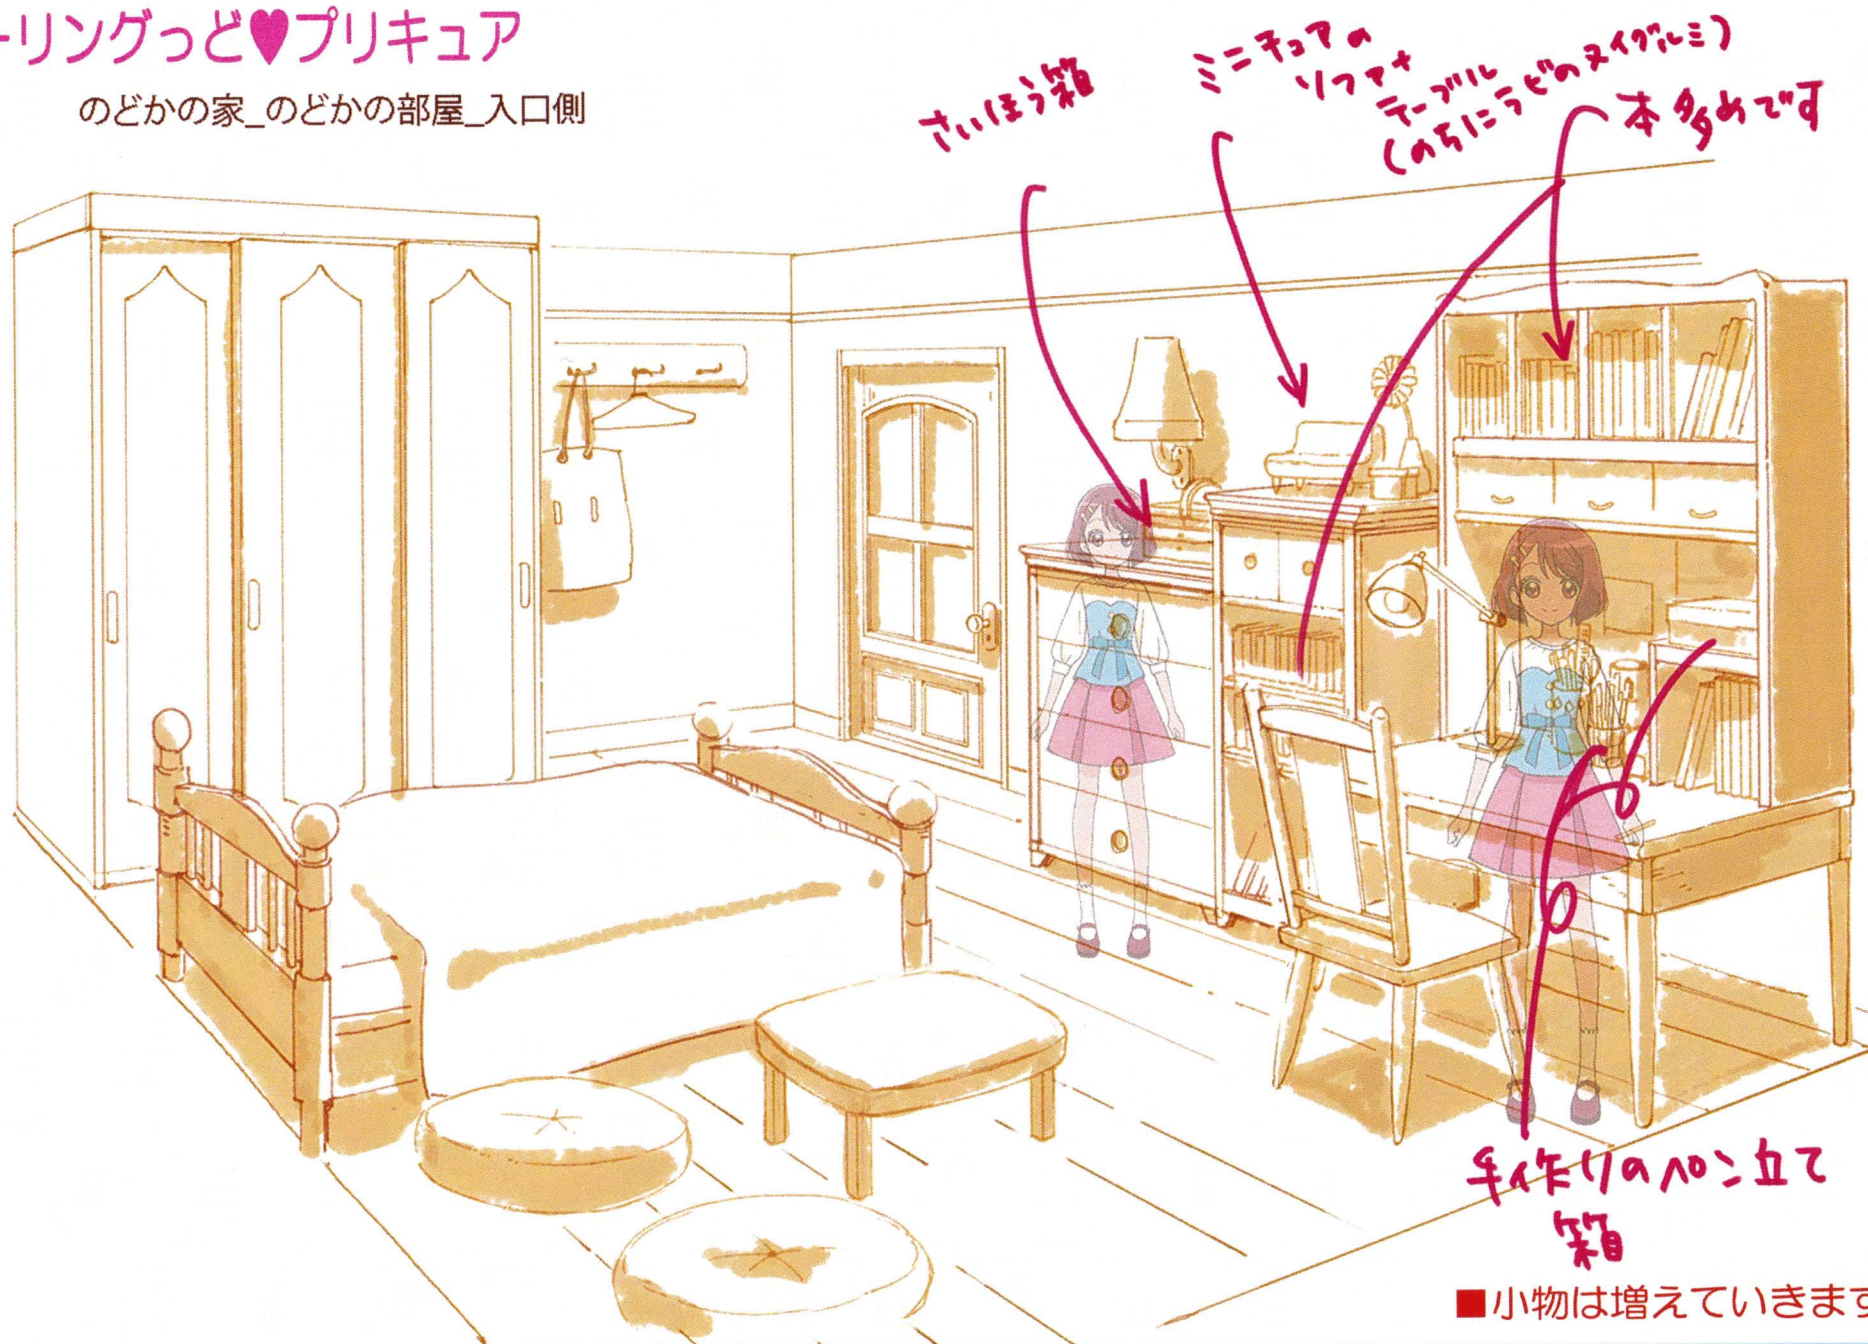 ーリングっど♥プリキュア
のどかの家_のどかの部屋_入口側
さいほう箱
ミニチュアの
ソファ+
テーブル
(のちにラビのヌイグルミ)
本多めです
手作りのペン立て
箱
■小物は増えていきます